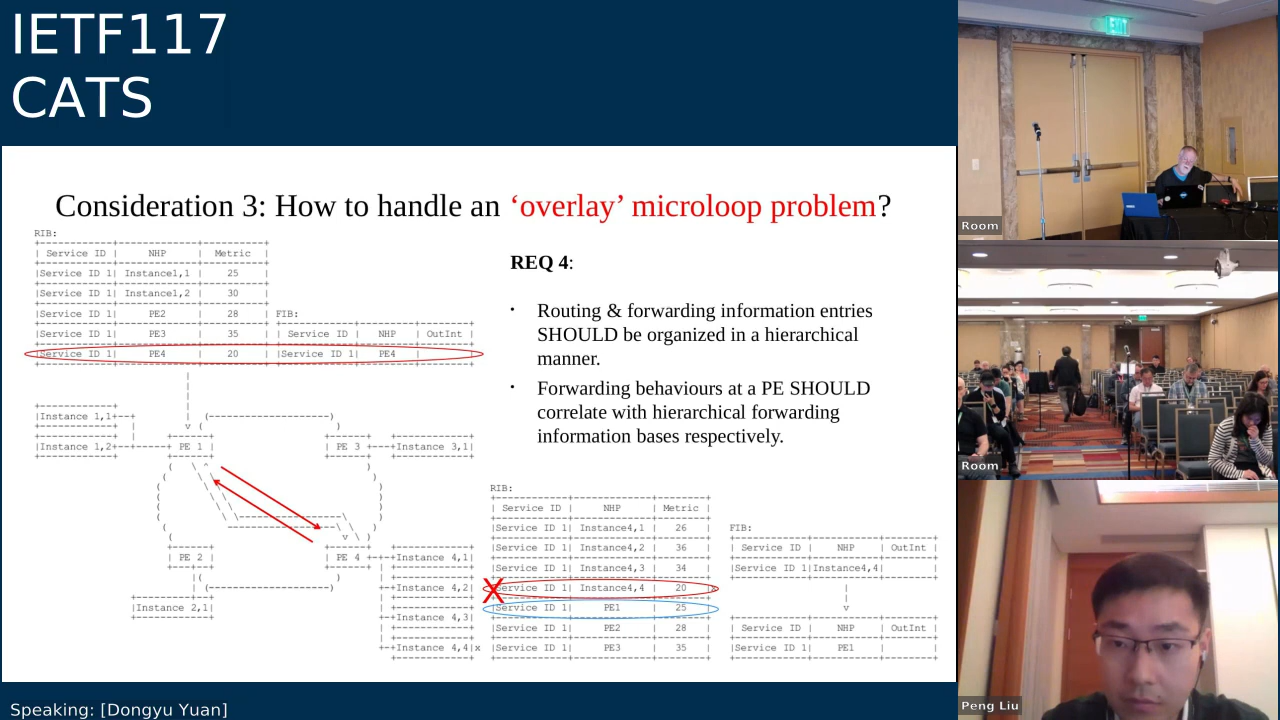 IETF117
CATS
Consideration 3: How to handle an ‘overlay’ microloop problem?
RIB:
| Service ID | NHP | Metric |
|Service ID 1| Instance1,1 | 25 |
|Service ID 1| Instance1,2 | 30 |
|Service ID 1| PE2 | 28 | FIB:
|Service ID 1| PE3 | 35 | | Service ID | NHP | OutInt |
|Service ID 1| PE4 | 20 | |Service ID 1| PE4 | |
REQ 4:
• Routing & forwarding information entries
SHOULD be organized in a hierarchical
manner.
• Forwarding behaviours at a PE SHOULD
correlate with hierarchical forwarding
information bases respectively.
|Instance 1,1+
|Instance 1,2+
| PE 1 |
| PE 3 +
+Instance 3,1|
| PE 2 |
| PE 4 +
+Instance 4,1|
+Instance 4,2|
+Instance 4,3|
+-+Instance 4,4|x
|Instance 2,1|
X
RIB:
| Service ID | NHP | Metric |
|Service ID 1| Instance4,1 | 26 |
|Service ID 1| Instance4,2 | 36 |
|Service ID 1| Instance4,3 | 34 |
|Service ID 1| Instance4,4 | 20 |
|Service ID 1| PE1 | 25 |
|Service ID 1| PE2 | 28 |
|Service ID 1| PE3 | 35 |
FIB:
| Service ID | NHP | OutInt |
|Service ID 1|Instance4,4| |
| Service ID | NHP | OutInt |
|Service ID 1| PE1 | |
Speaking: [Dongyu Yuan]
EXIT
Room
Room
Peng Liu